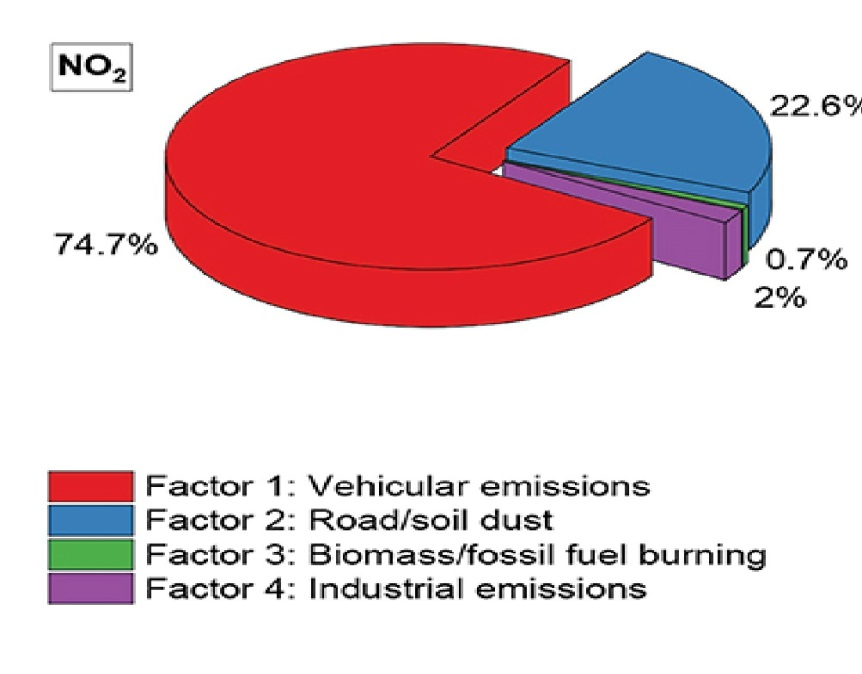 NO₂
22.6%
74.7%
0.7%
2%
Factor 1: Vehicular emissions
Factor 2: Road/soil dust
Factor 3: Biomass/fossil fuel burning
Factor 4: Industrial emissions